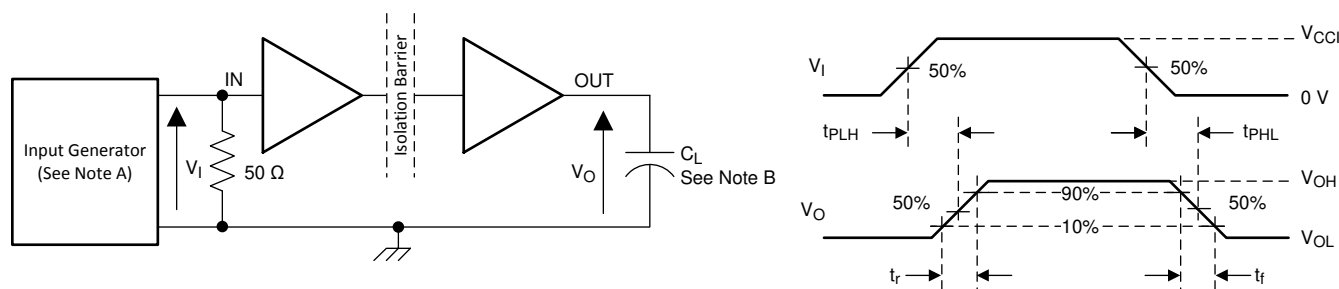 Input Generator
(See Note A)
V_I
IN
50 Ω
Isolation Barrier
OUT
V_O
C_L
See Note B
V_I
50%
50%
V_CCI
0 V
t_PLH
t_PHL
V_O
50%
90%
50%
10%
V_OH
V_OL
t_r
t_f